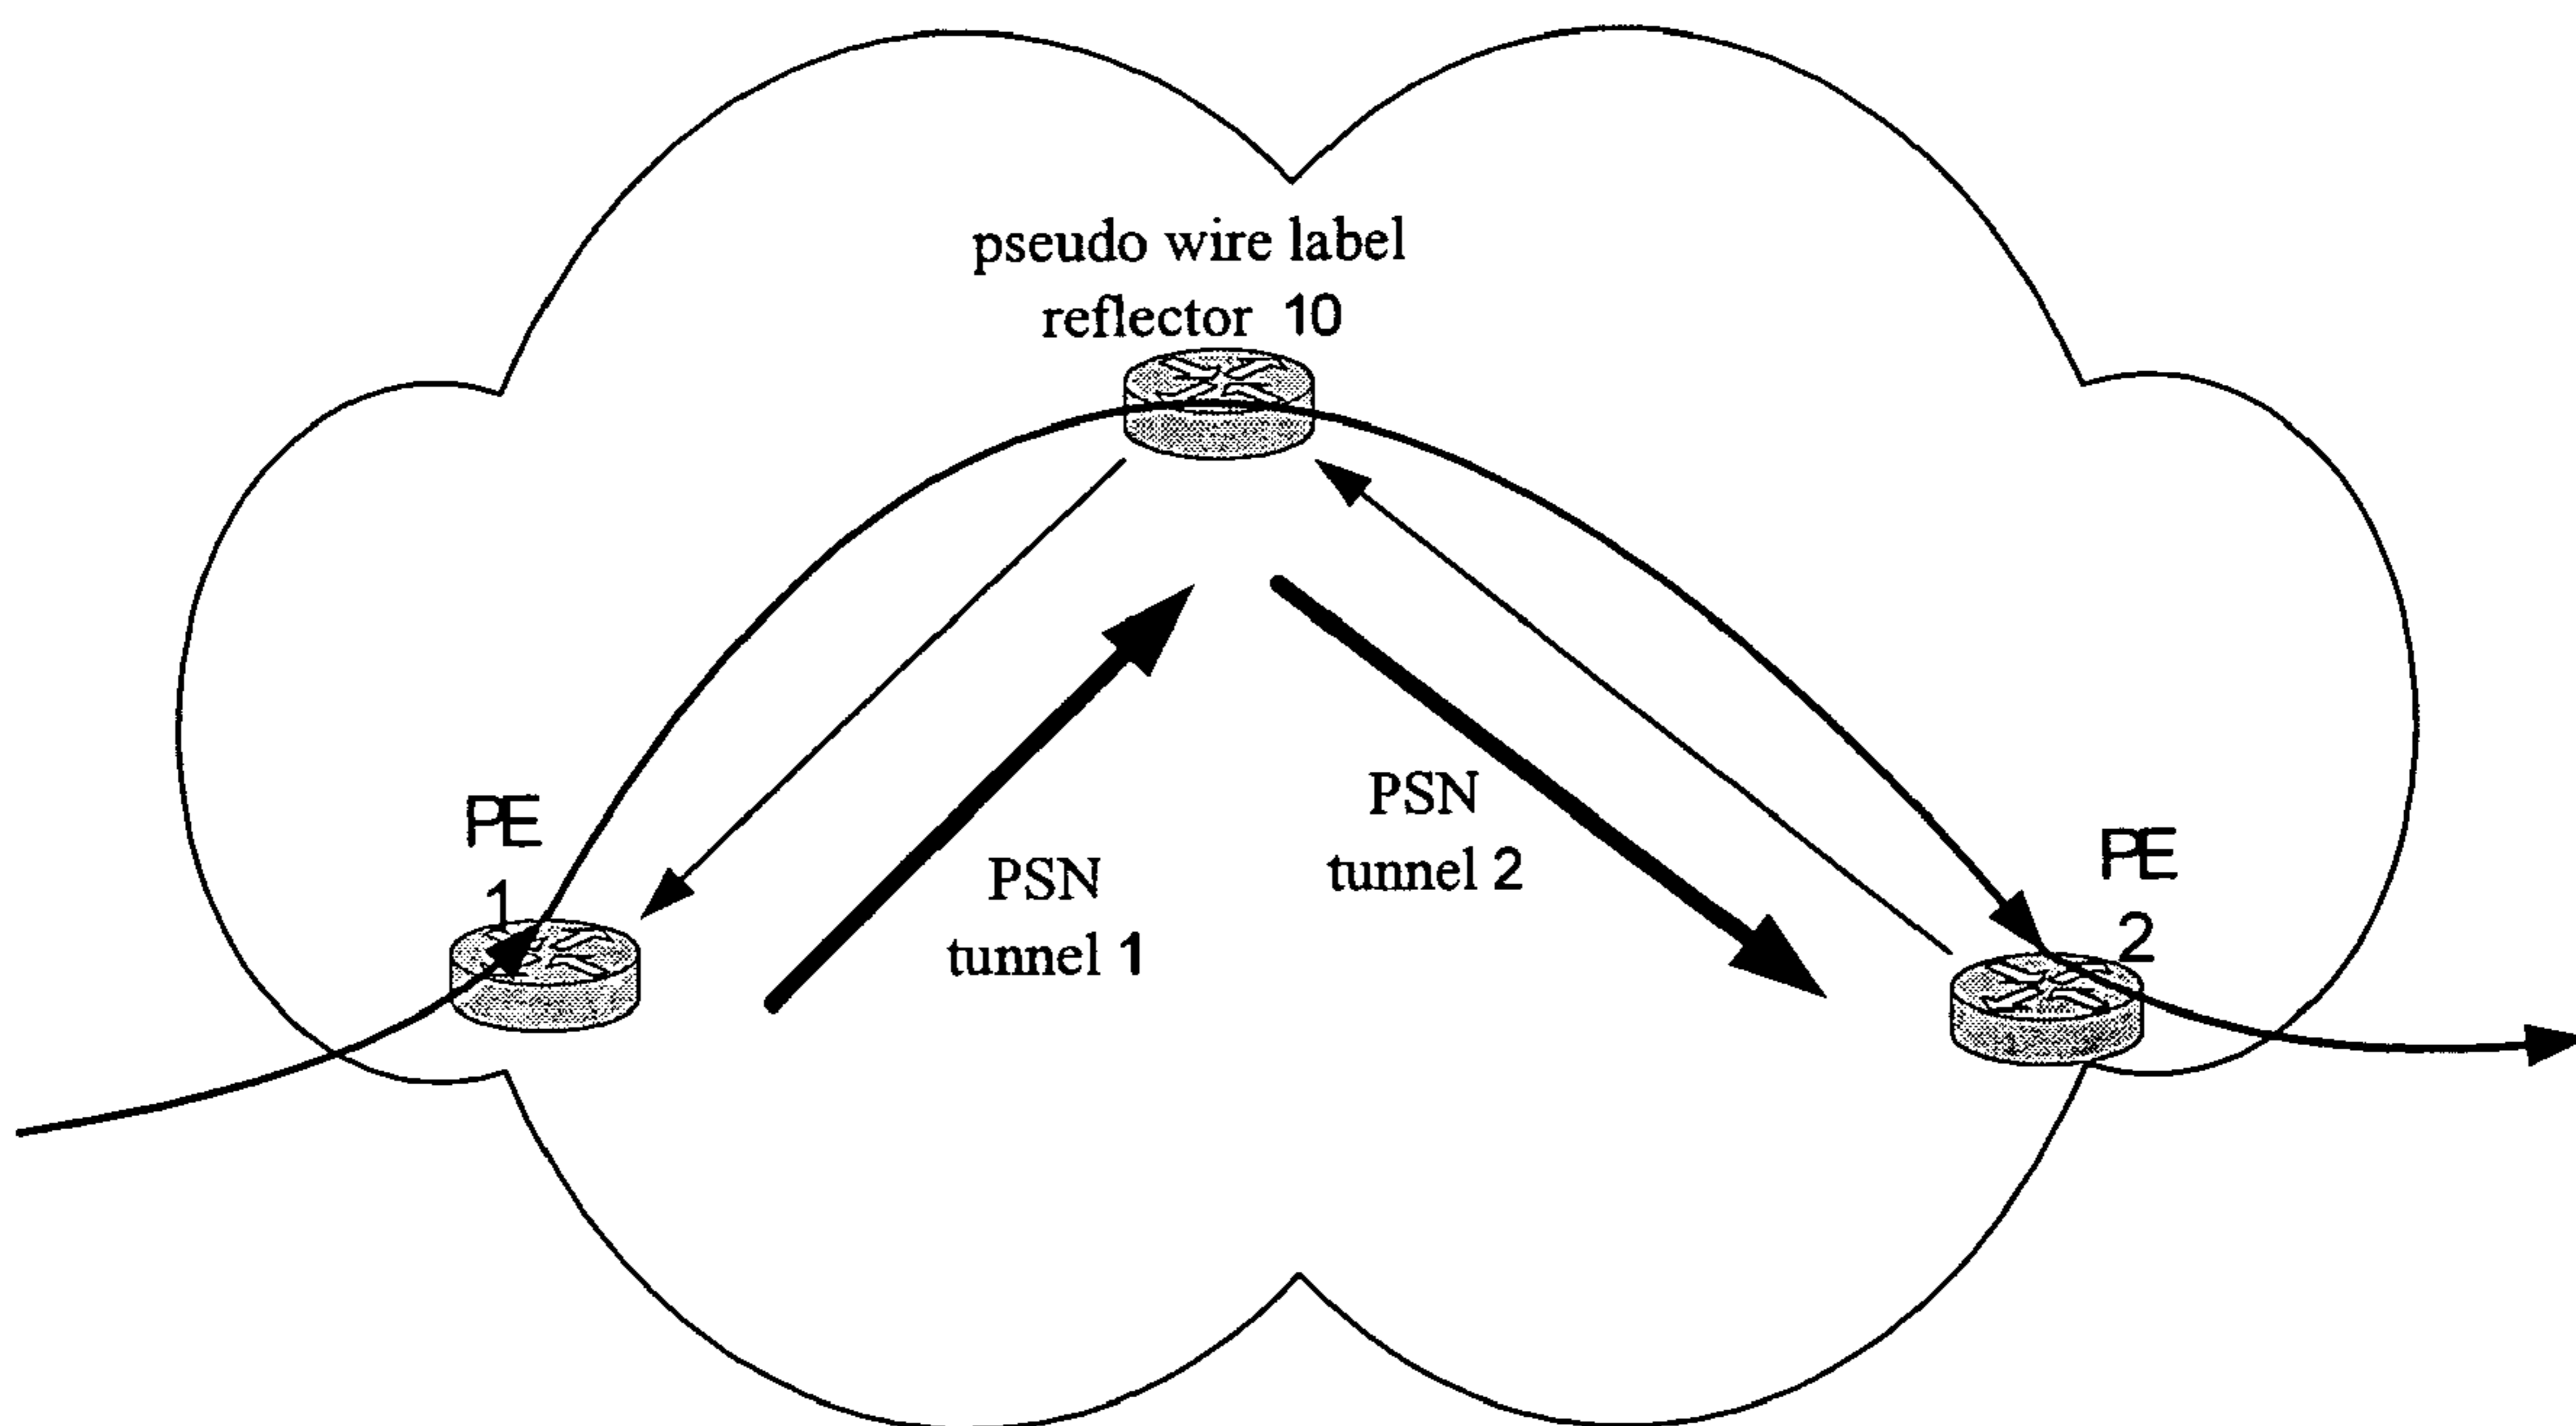 pseudo wire label
reflector 10
PE
1
PSN
tunnel 1
PSN
tunnel 2
PE
2